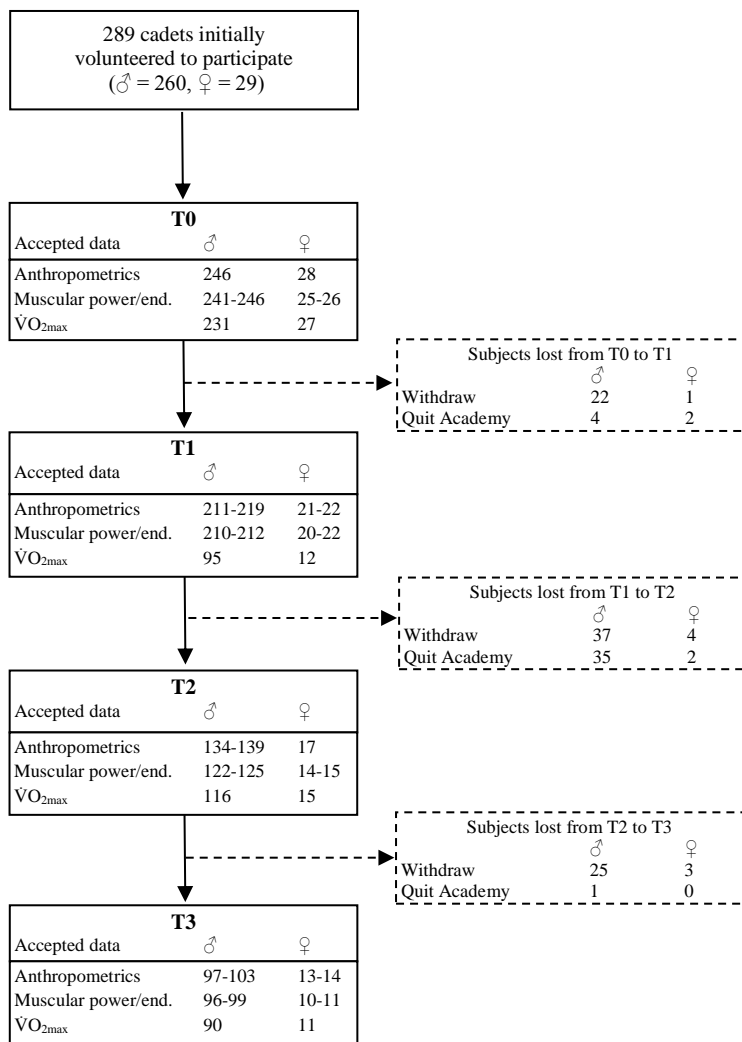 289 cadets initially
volunteered to participate
(♂ = 260, ♀ = 29)
T0
Accepted data ♂ ♀
Anthropometrics 246 28
Muscular power/end. 241-246 25-26
V̇O2max 231 27
Subjects lost from T0 to T1
♂ ♀
Withdraw 22 1
Quit Academy 4 2
T1
Accepted data ♂ ♀
Anthropometrics 211-219 21-22
Muscular power/end. 210-212 20-22
V̇O2max 95 12
Subjects lost from T1 to T2
♂ ♀
Withdraw 37 4
Quit Academy 35 2
T2
Accepted data ♂ ♀
Anthropometrics 134-139 17
Muscular power/end. 122-125 14-15
V̇O2max 116 15
Subjects lost from T2 to T3
♂ ♀
Withdraw 25 3
Quit Academy 1 0
T3
Accepted data ♂ ♀
Anthropometrics 97-103 13-14
Muscular power/end. 96-99 10-11
V̇O2max 90 11